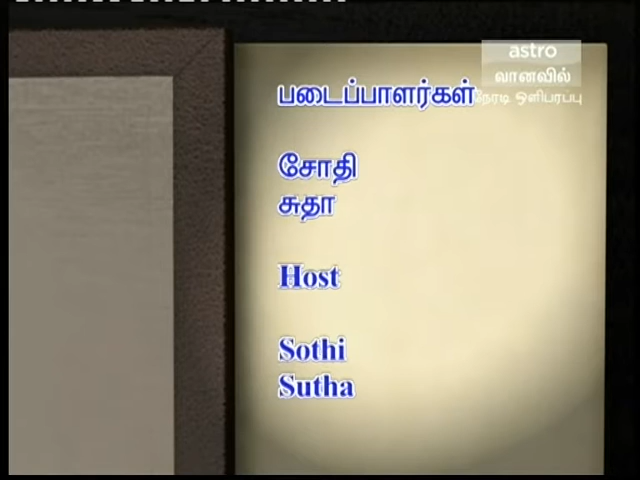 astro
வானவில்
நேரடி ஒளிபரப்பு
படைப்பாளர்கள்
சோதி
சுதா
Host
Sothi
Sutha